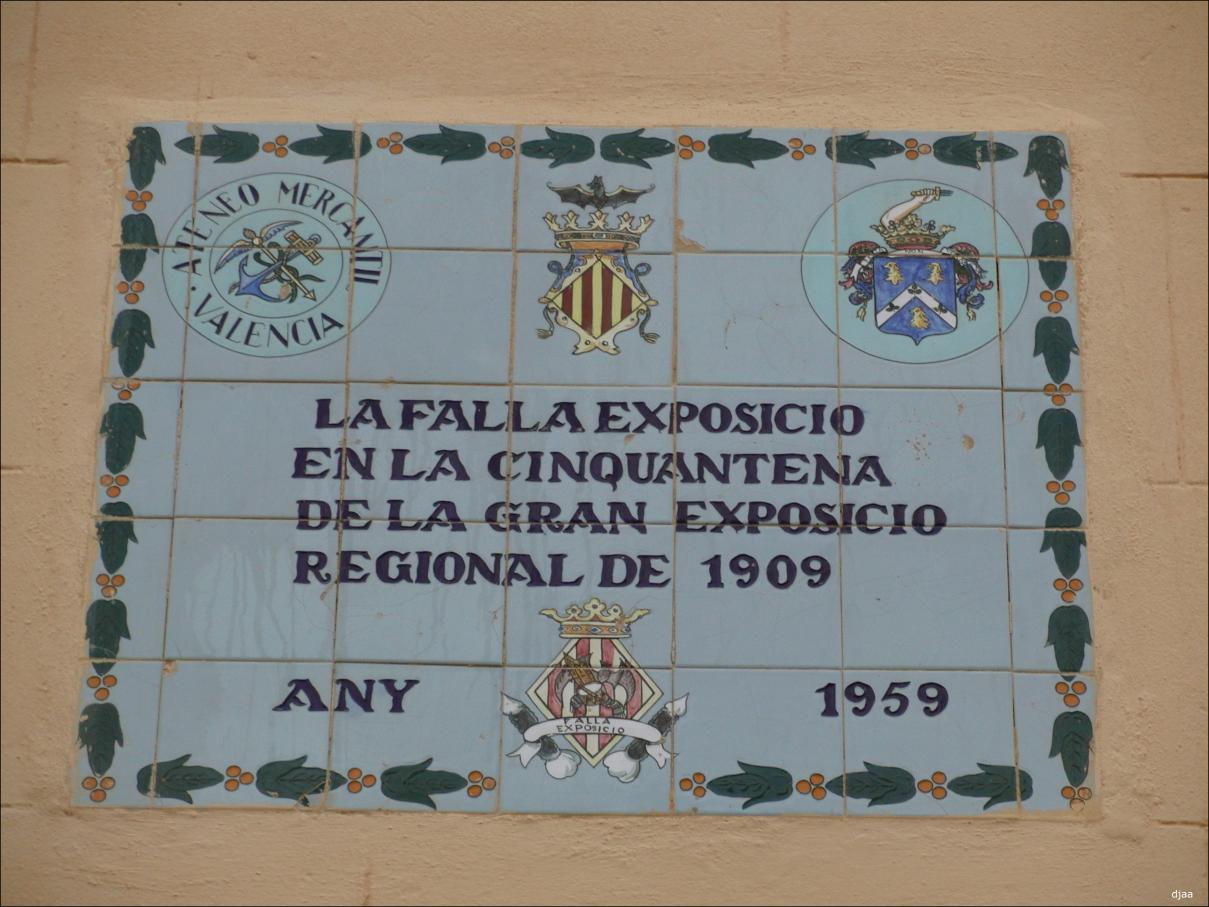 ATENEO MERCANTIL
· VALENCIA
LA FALLA EXPOSICIO
EN LA CINQUANTENA
DE LA GRAN EXPOSICIO
REGIONAL DE 1909
ANY 1959
FALLA
EXPOSICIO
djaa